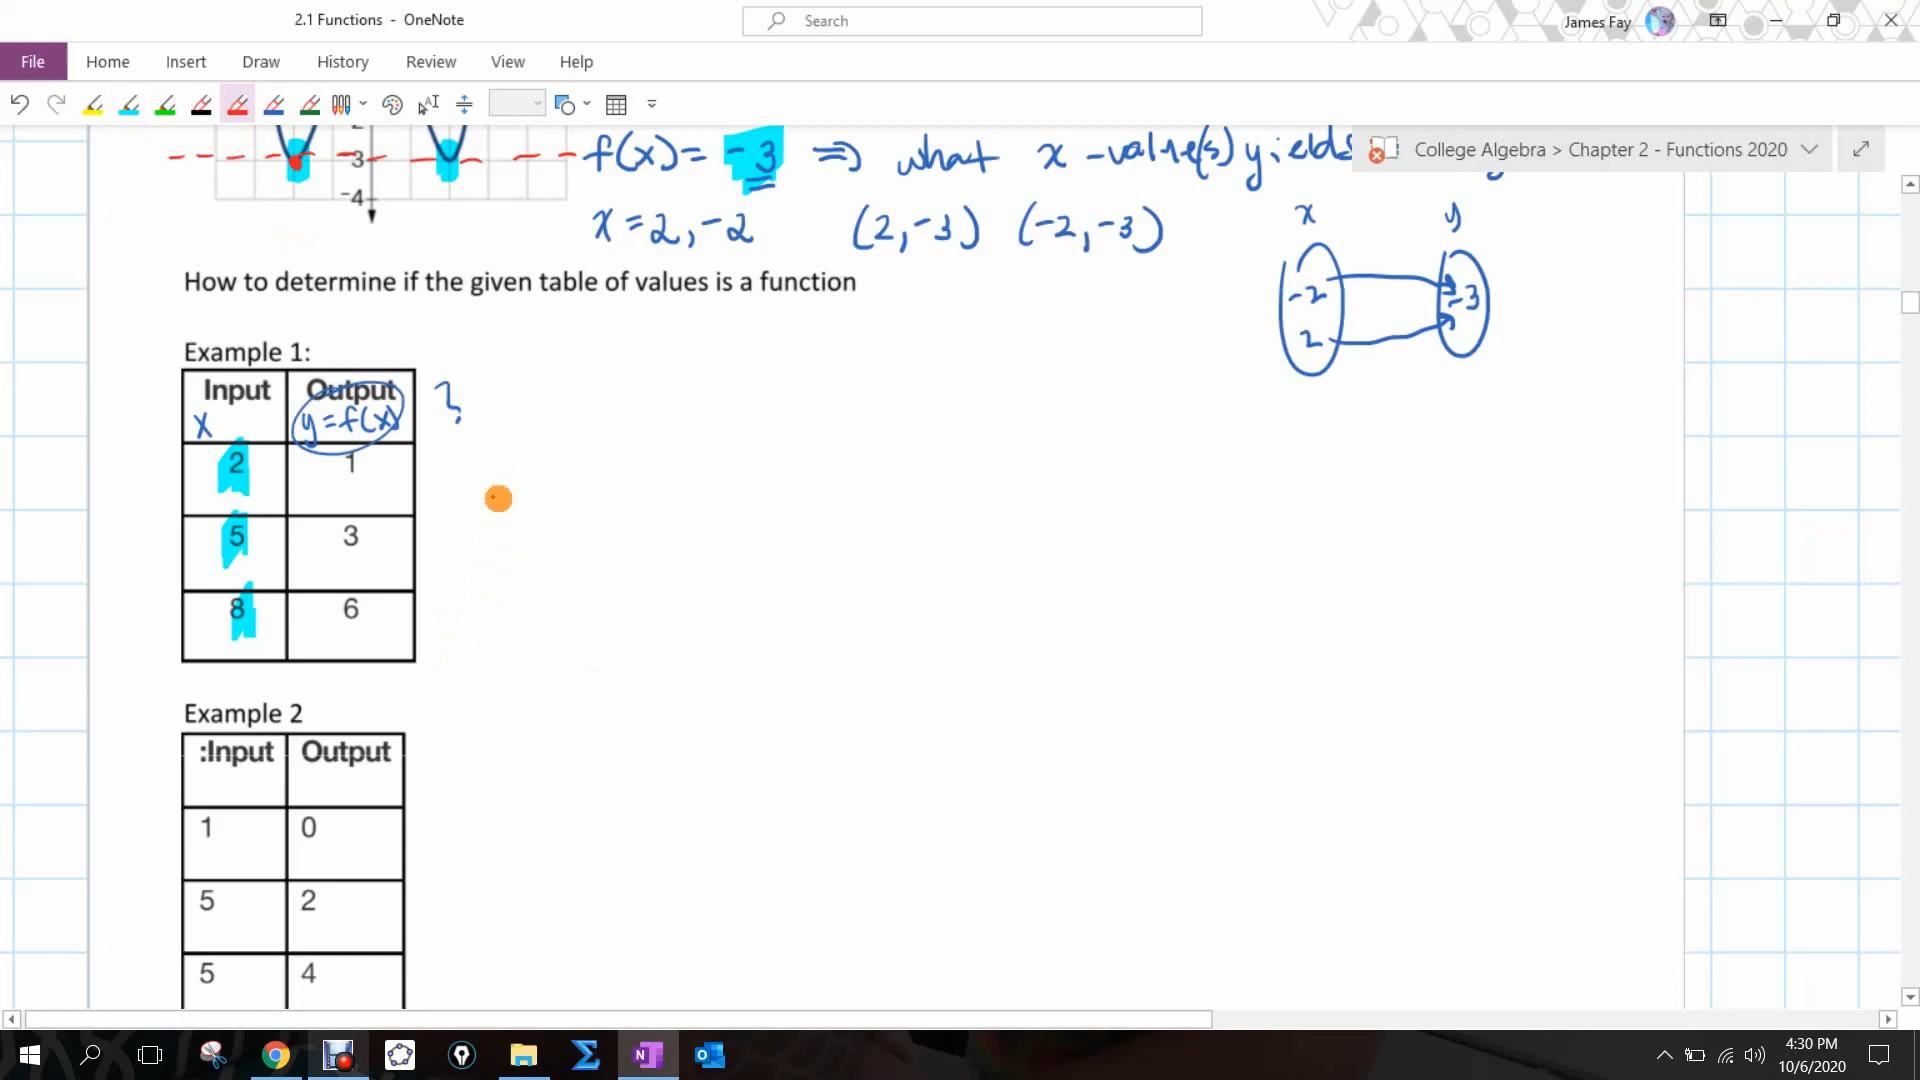 2.1 Functions - OneNote
Search
James Fay
File Home Insert Draw History Review View Help
College Algebra > Chapter 2 - Functions 2020
-3
-4
f(x) = -3 ⇒ what x-value(s) yields
x = 2, -2 (2, -3) (-2, -3)
x y
-2 -3
2
How to determine if the given table of values is a function
Example 1:
Input Output
x y = f(x) ?
2 1
5 3
8 6
Example 2
:Input Output
1 0
5 2
5 4
4:30 PM
10/6/2020